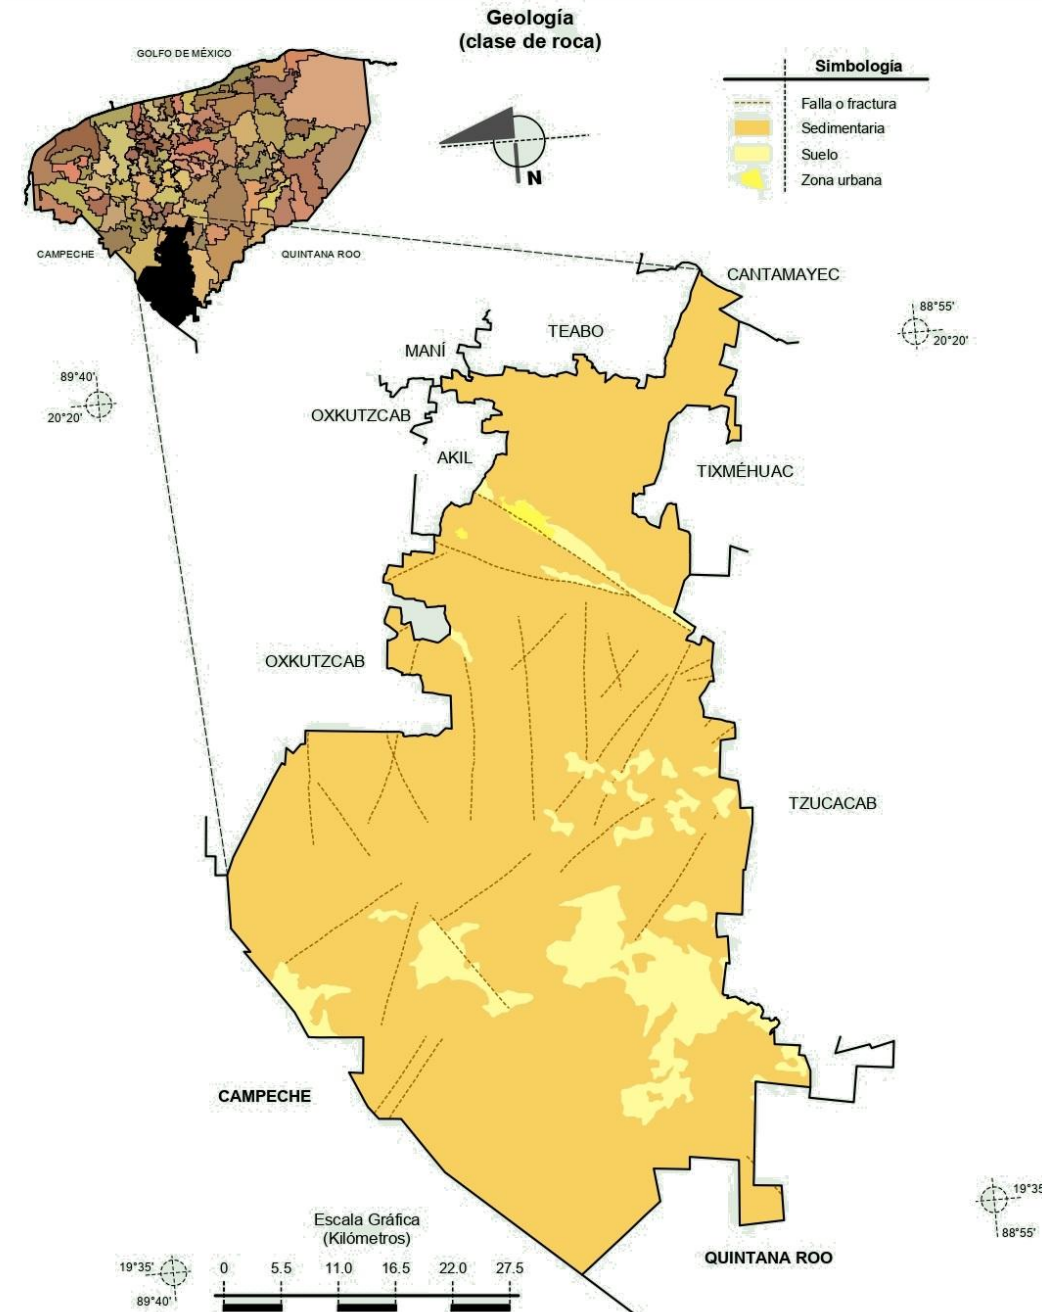 Geología
(clase de roca)
GOLFO DE MÉXICO
CAMPECHE
QUINTANA ROO
N
Simbología
Falla o fractura
Sedimentaria
Suelo
Zona urbana
CANTAMAYEC
88°55'
20°20'
TEABO
MANÍ
89°40'
20°20'
OXKUTZCAB
AKIL
TIXMÉHUAC
OXKUTZCAB
TZUCACAB
CAMPECHE
19°35'
88°55'
QUINTANA ROO
Escala Gráfica
(Kilómetros)
19°35'
89°40'
0 5.5 11.0 16.5 22.0 27.5